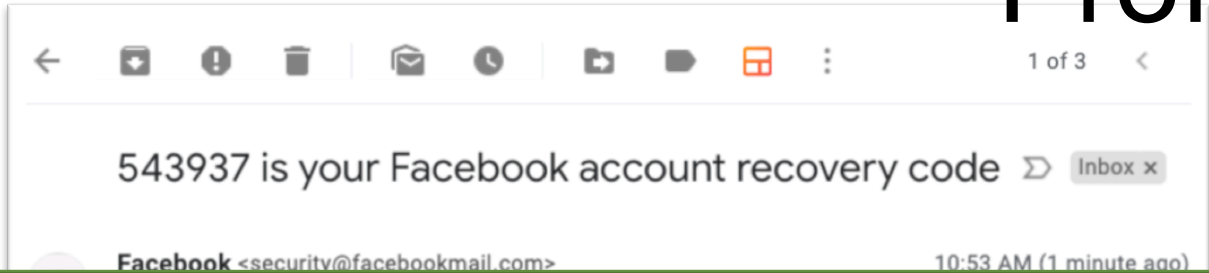 1 of 3
543937 is your Facebook account recovery code Inbox ×
Facebook <security@facebookmail.com> 10:53 AM (1 minute ago)